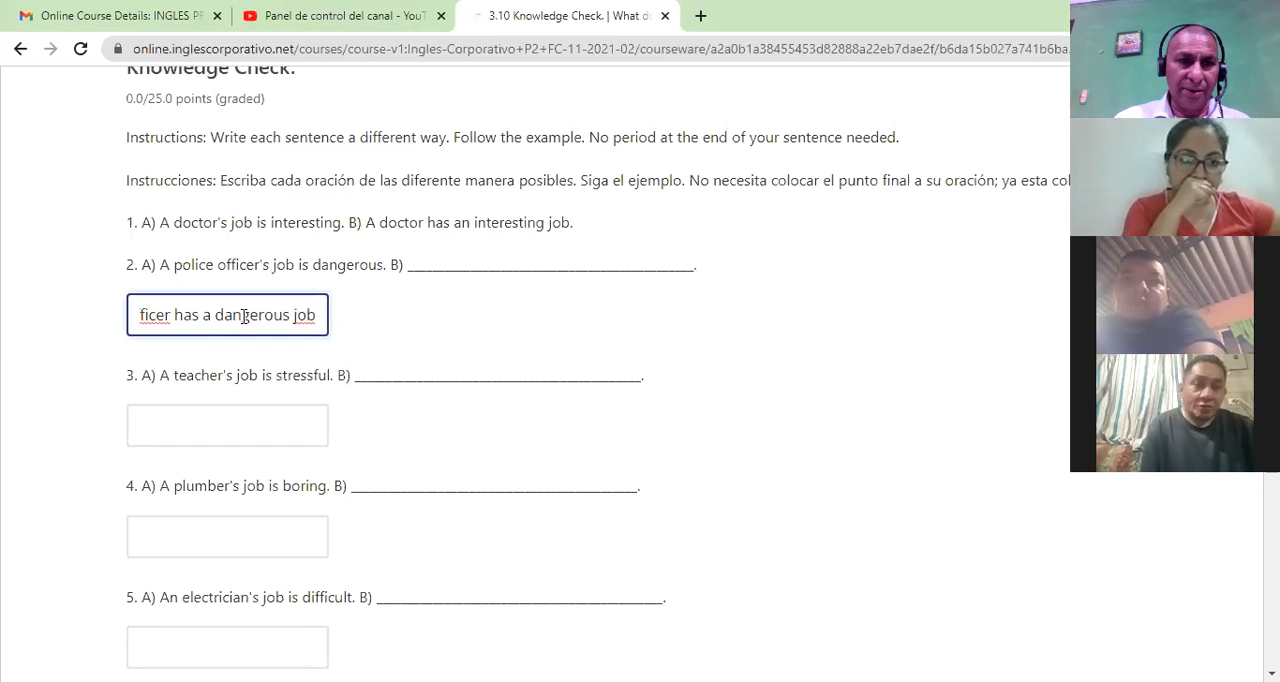 Online Course Details: INGLES PE
Panel de control del canal - YouT
3.10 Knowledge Check. | What do
online.inglescorporativo.net/courses/course-v1:Ingles-Corporativo+P2+FC-11-2021-02/courseware/a2a0b1a38455453d82888a22eb7dae2f/b6da15b027a741b6ba
Knowledge Check.
0.0/25.0 points (graded)
Instructions: Write each sentence a different way. Follow the example. No period at the end of your sentence needed.
Instrucciones: Escriba cada oración de las diferente manera posibles. Siga el ejemplo. No necesita colocar el punto final a su oración; ya esta col
1. A) A doctor's job is interesting. B) A doctor has an interesting job.
2. A) A police officer's job is dangerous. B) ________________________________________.
ficer has a dangerous job
3. A) A teacher's job is stressful. B) ________________________________________.
4. A) A plumber's job is boring. B) ________________________________________.
5. A) An electrician's job is difficult. B) ________________________________________.